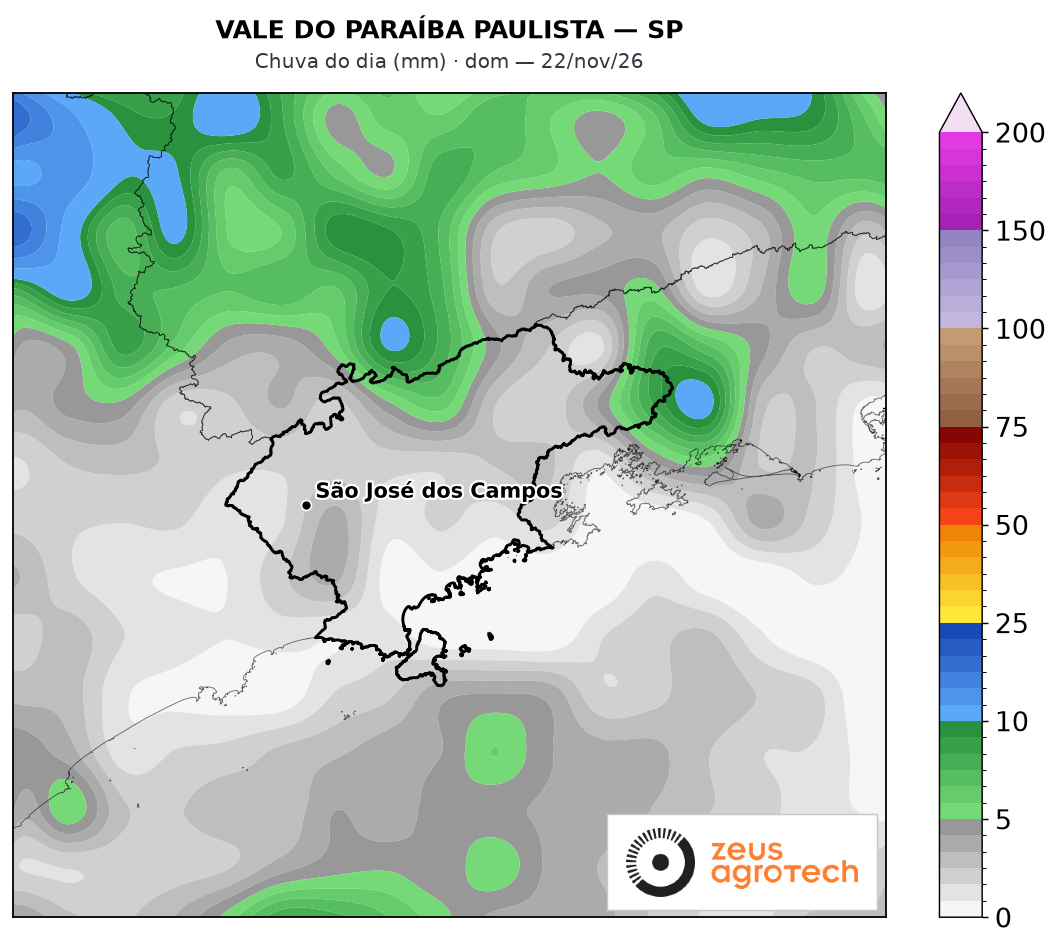 VALE DO PARAÍBA PAULISTA — SP
Chuva do dia (mm) · dom — 22/nov/26
São José dos Campos
200
150
100
75
50
25
10
5
0
zeus
agrotech